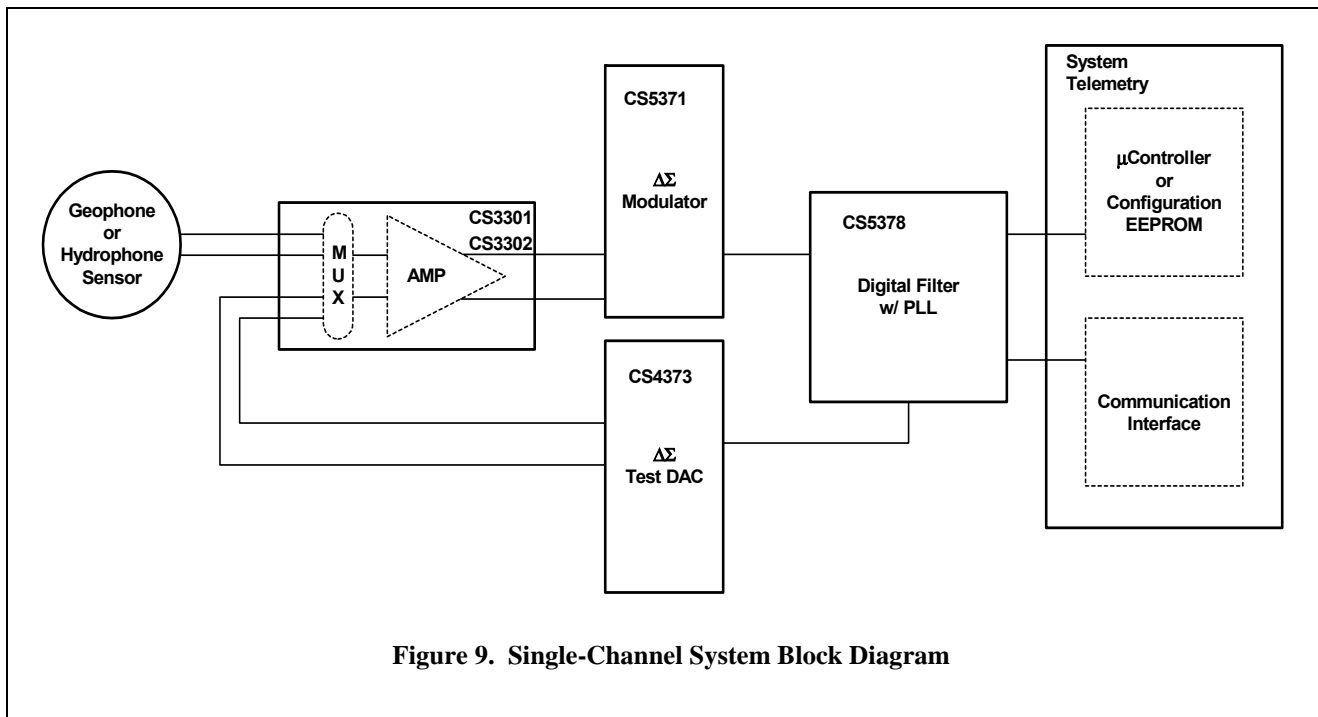 Geophone
or
Hydrophone
Sensor
M
U
X
AMP
CS3301
CS3302
CS5371
ΔΣ
Modulator
CS4373
ΔΣ
Test DAC
CS5378
Digital Filter
w/ PLL
System
Telemetry
µController
or
Configuration
EEPROM
Communication
Interface
Figure 9. Single-Channel System Block Diagram